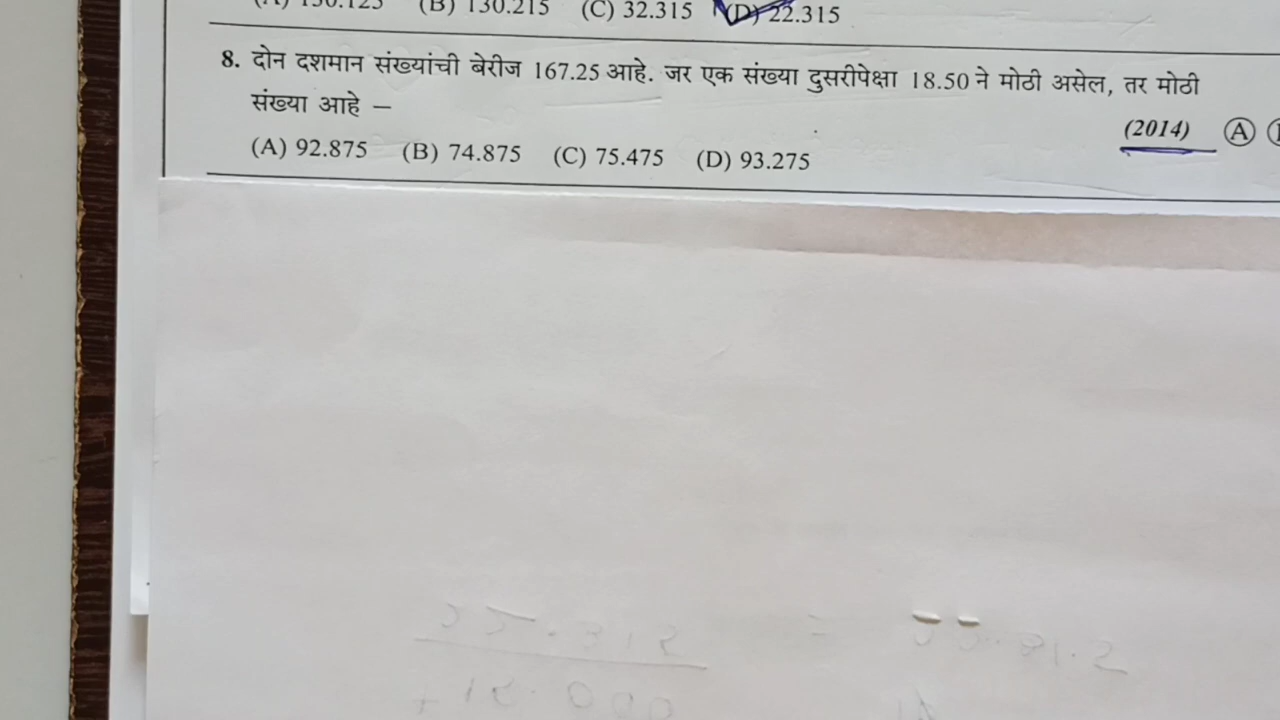 (B) 130.215 (C) 32.315 (D) 22.315
8. दोन दशमान संख्यांची बेरीज 167.25 आहे. जर एक संख्या दुसरीपेक्षा 18.50 ने मोठी असेल, तर मोठी
संख्या आहे –
(2014) Ⓐ
(A) 92.875 (B) 74.875 (C) 75.475 (D) 93.275